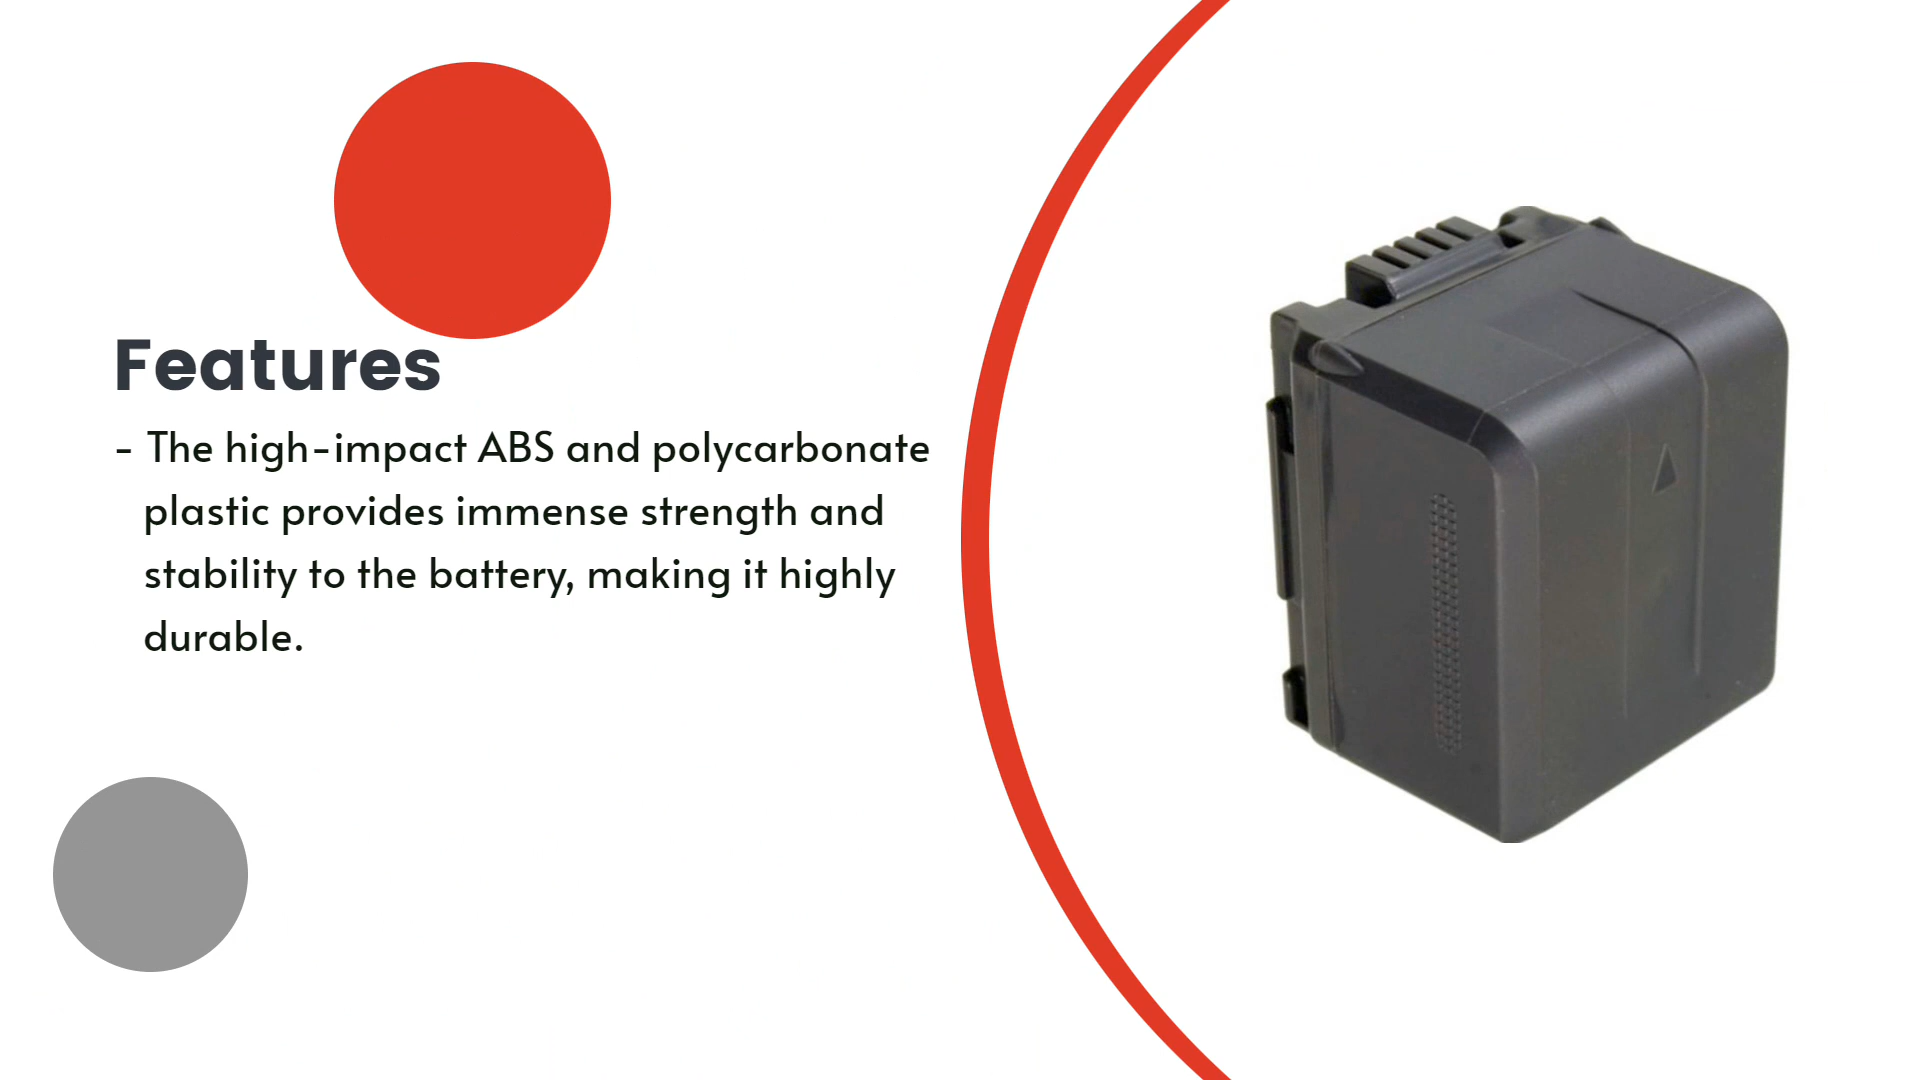 Features
- The high-impact ABS and polycarbonate
plastic provides immense strength and
stability to the battery, making it highly
durable.